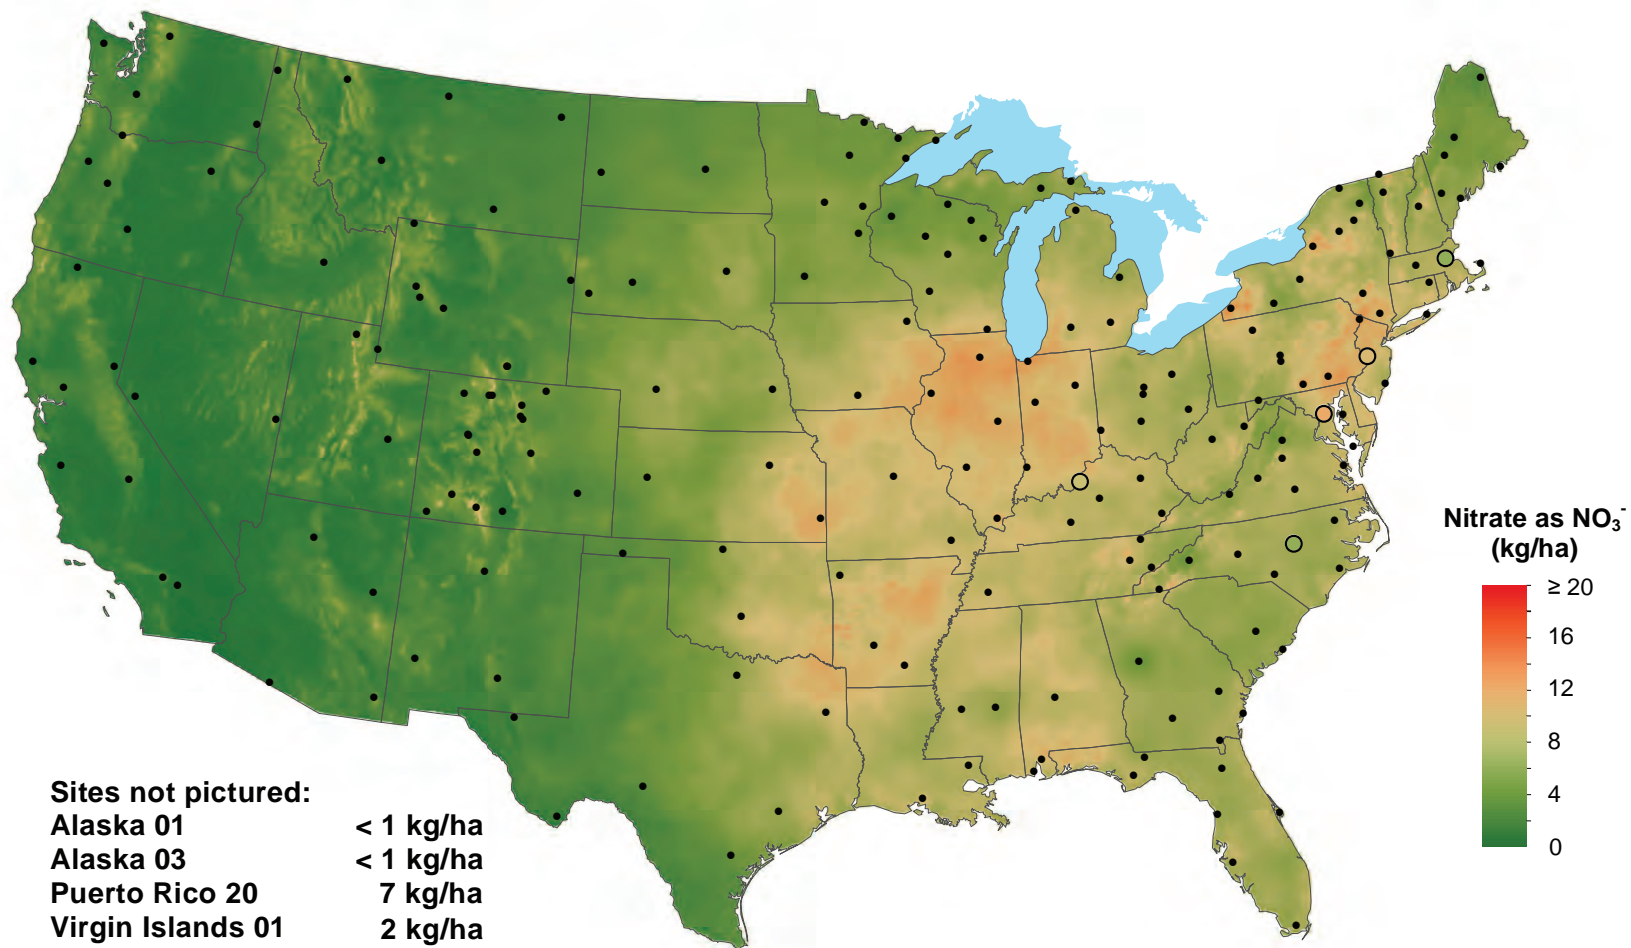 Nitrate as NO₃⁻
(kg/ha)
≥ 20
16
12
8
4
0
Sites not pictured:
Alaska 01 < 1 kg/ha
Alaska 03 < 1 kg/ha
Puerto Rico 20 7 kg/ha
Virgin Islands 01 2 kg/ha